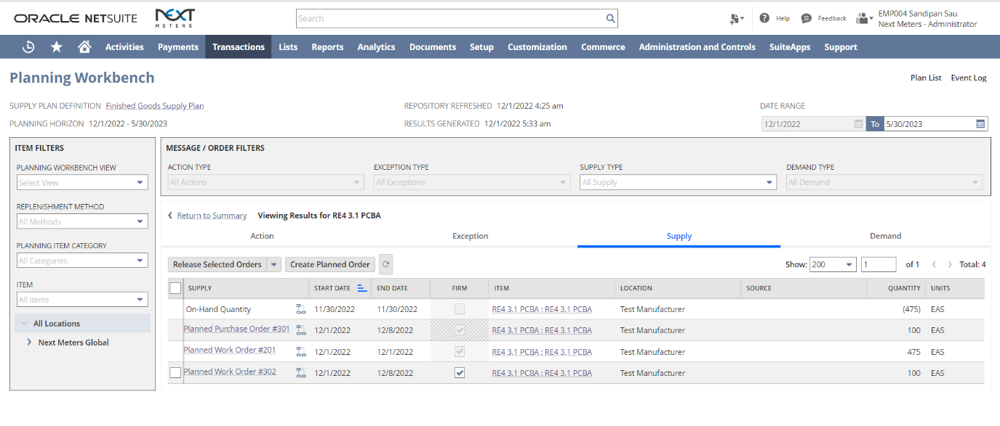 ORACLE NETSUITE
NEXT
METERS
Search
Help
Feedback
EMP004 Sandipan Sau
Next Meters - Administrator
Activities Payments Transactions Lists Reports Analytics Documents Setup Customization Commerce Administration and Controls SuiteApps Support
Planning Workbench
Plan List Event Log
SUPPLY PLAN DEFINITION Finished Goods Supply Plan
REPOSITORY REFRESHED 12/1/2022 4:25 am
DATE RANGE
PLANNING HORIZON 12/1/2022 - 5/30/2023
RESULTS GENERATED 12/1/2022 5:33 am
12/1/2022 To 5/30/2023
ITEM FILTERS
PLANNING WORKBENCH VIEW
Select View
REPLENISHMENT METHOD
All Methods
PLANNING ITEM CATEGORY
All Categories
ITEM
All items
All Locations
Next Meters Global
MESSAGE / ORDER FILTERS
ACTION TYPE EXCEPTION TYPE SUPPLY TYPE DEMAND TYPE
All Actions All Exceptions All Supply All Demand
Return to Summary Viewing Results for RE4 3.1 PCBA
Action Exception Supply Demand
Release Selected Orders Create Planned Order Show: 200 1 of 1 Total: 4
SUPPLY START DATE END DATE FIRM ITEM LOCATION SOURCE QUANTITY UNITS
On-Hand Quantity 11/30/2022 11/30/2022 RE4 3.1 PCBA : RE4 3.1 PCBA Test Manufacturer (475) EAS
Planned Purchase Order #301 12/1/2022 12/8/2022 RE4 3.1 PCBA : RE4 3.1 PCBA Test Manufacturer 100 EAS
Planned Work Order #201 12/1/2022 12/1/2022 RE4 3.1 PCBA : RE4 3.1 PCBA Test Manufacturer 475 EAS
Planned Work Order #302 12/1/2022 12/8/2022 RE4 3.1 PCBA : RE4 3.1 PCBA Test Manufacturer 100 EAS